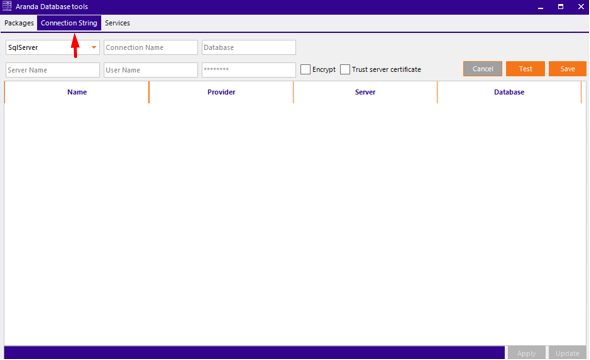 Aranda Database tools
Packages Connection String Services
SqlServer Connection Name Database
Server Name User Name ******** Encrypt Trust server certificate Cancel Test Save
Name Provider Server Database
Apply Update